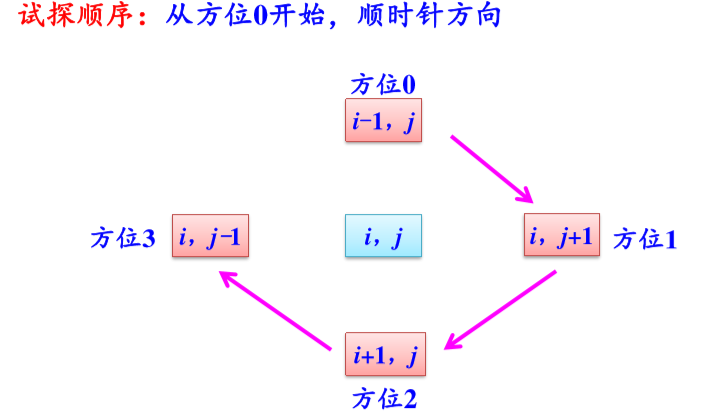 试探顺序：从方位0开始，顺时针方向
方位0
i-1，j
方位3
i，j-1
i，j
i，j+1
方位1
i+1，j
方位2